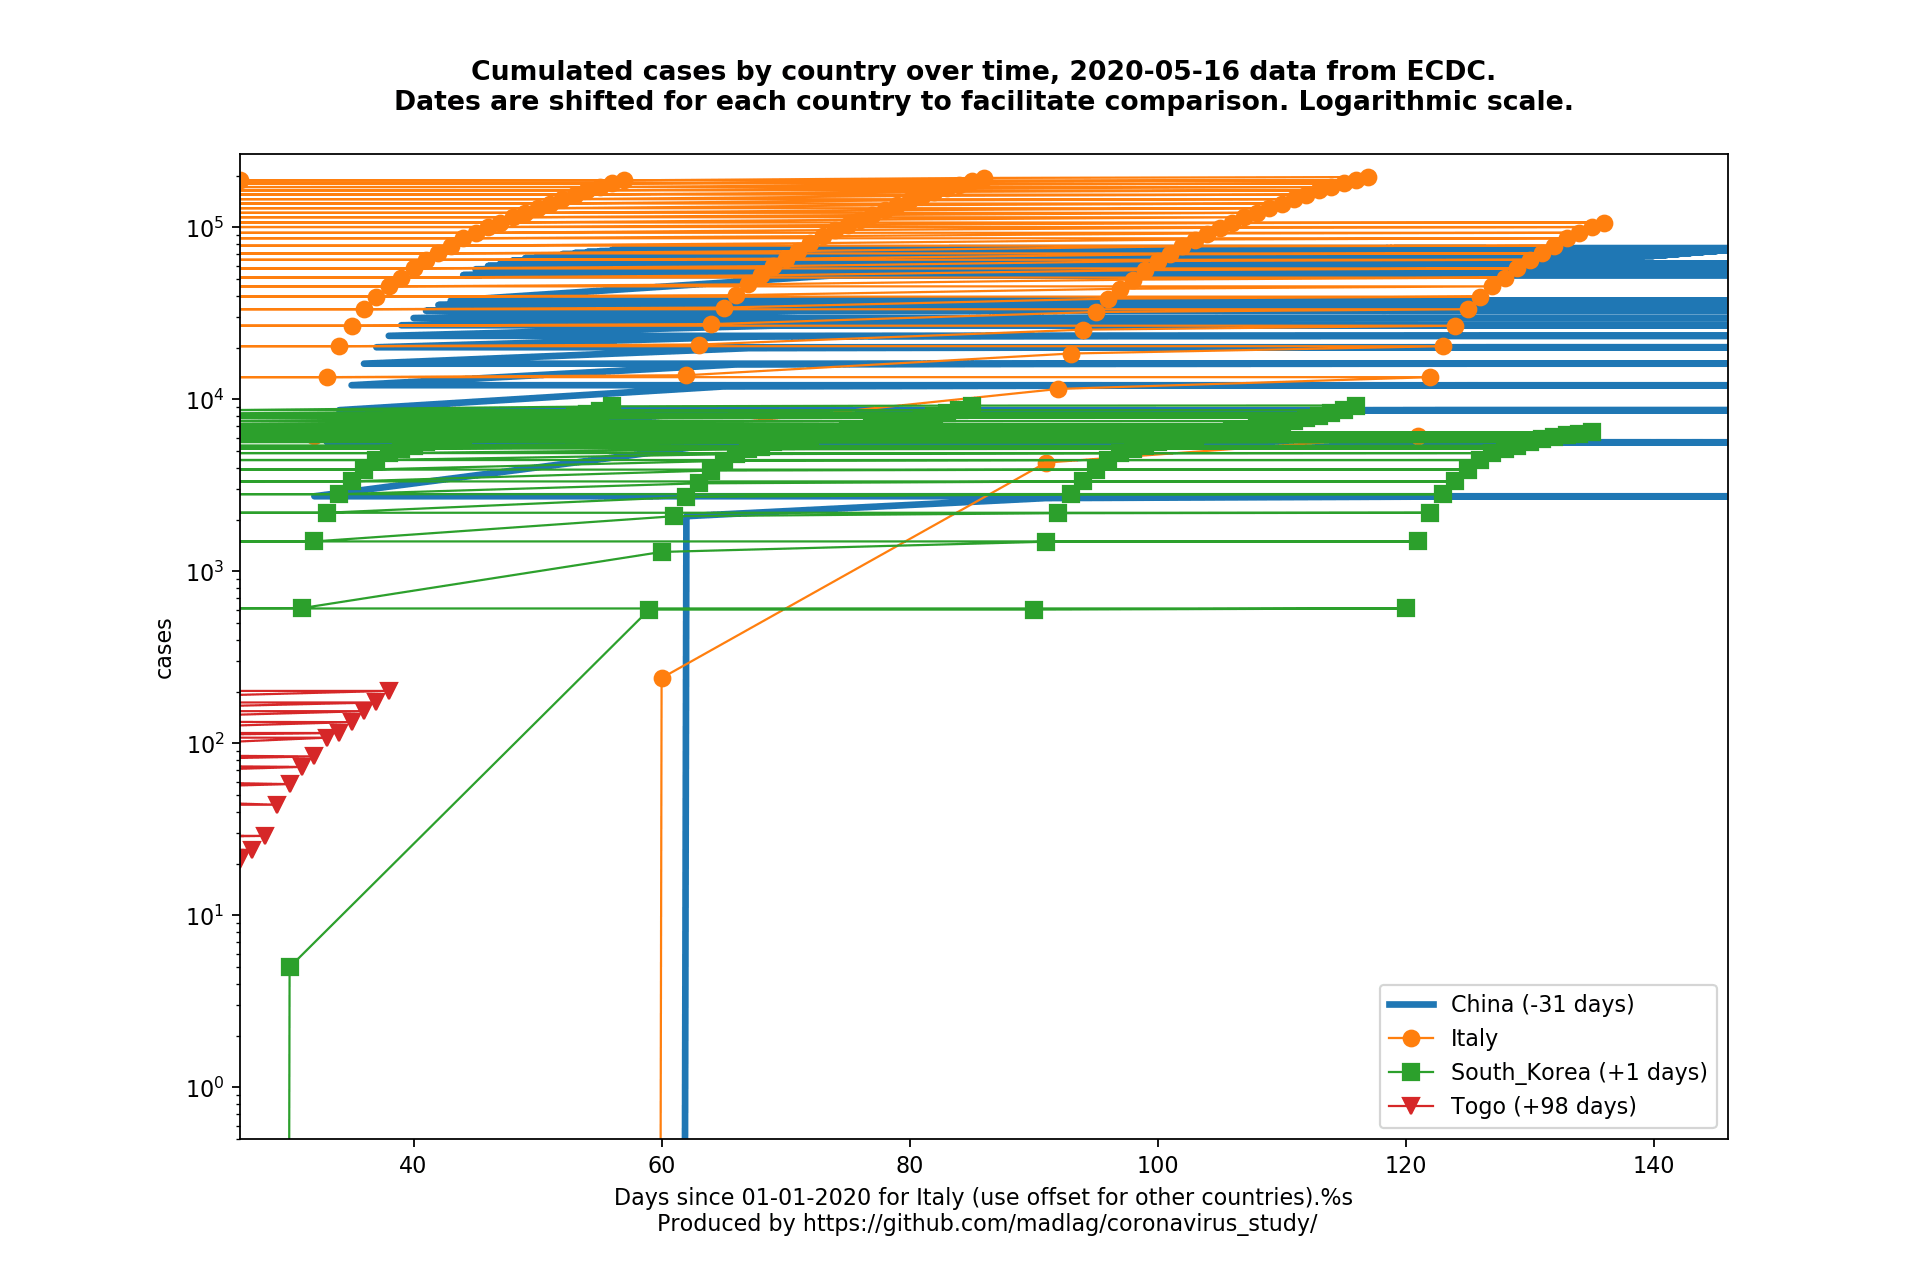 Cumulated cases by country over time, 2020-05-16 data from ECDC.
Dates are shifted for each country to facilitate comparison. Logarithmic scale.
cases
10^5
10^4
10^3
10^2
10^1
10^0
40 60 80 100 120 140
China (-31 days)
Italy
South_Korea (+1 days)
Togo (+98 days)
Days since 01-01-2020 for Italy (use offset for other countries).%s
Produced by https://github.com/madlag/coronavirus_study/